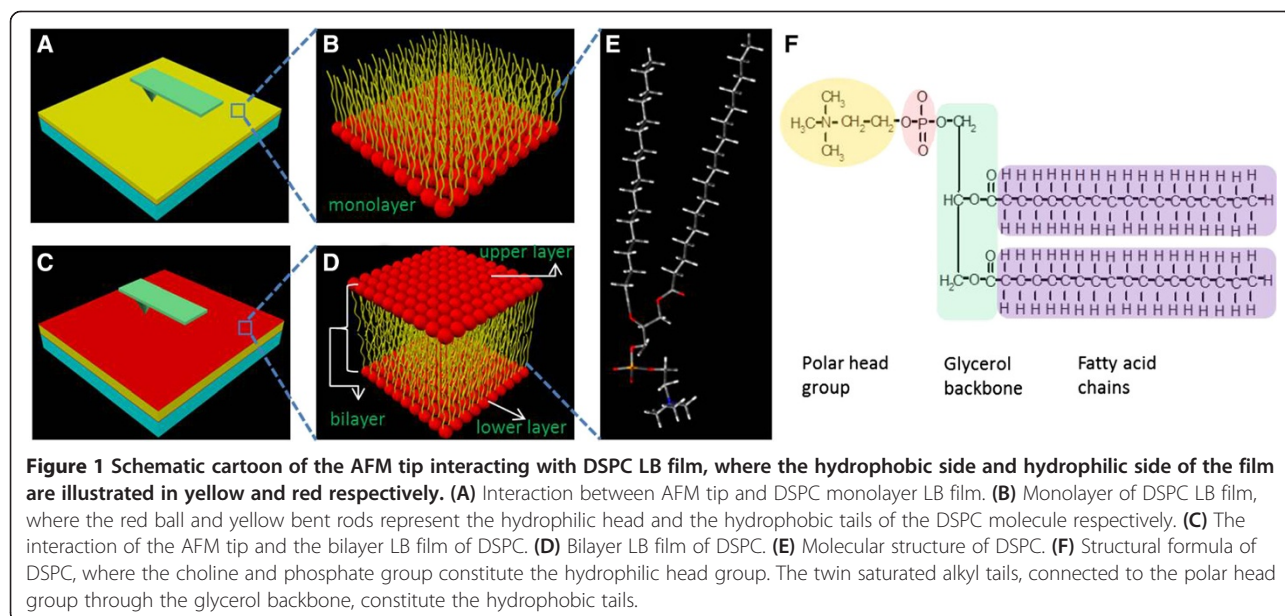 A
B
monolayer
C
D
upper layer
bilayer
lower layer
E
F
CH₃
H₃C-N-CH₂-CH₂-O-P-O-CH₂
CH₃
O
O
O
HC-O-C
O
H₂C-O-C
Polar head group
Glycerol backbone
Fatty acid chains
Figure 1 Schematic cartoon of the AFM tip interacting with DSPC LB film, where the hydrophobic side and hydrophilic side of the film
are illustrated in yellow and red respectively. (A) Interaction between AFM tip and DSPC monolayer LB film. (B) Monolayer of DSPC LB film,
where the red ball and yellow bent rods represent the hydrophilic head and the hydrophobic tails of the DSPC molecule respectively. (C) The
interaction of the AFM tip and the bilayer LB film of DSPC. (D) Bilayer LB film of DSPC. (E) Molecular structure of DSPC. (F) Structural formula of
DSPC, where the choline and phosphate group constitute the hydrophilic head group. The twin saturated alkyl tails, connected to the polar head
group through the glycerol backbone, constitute the hydrophobic tails.